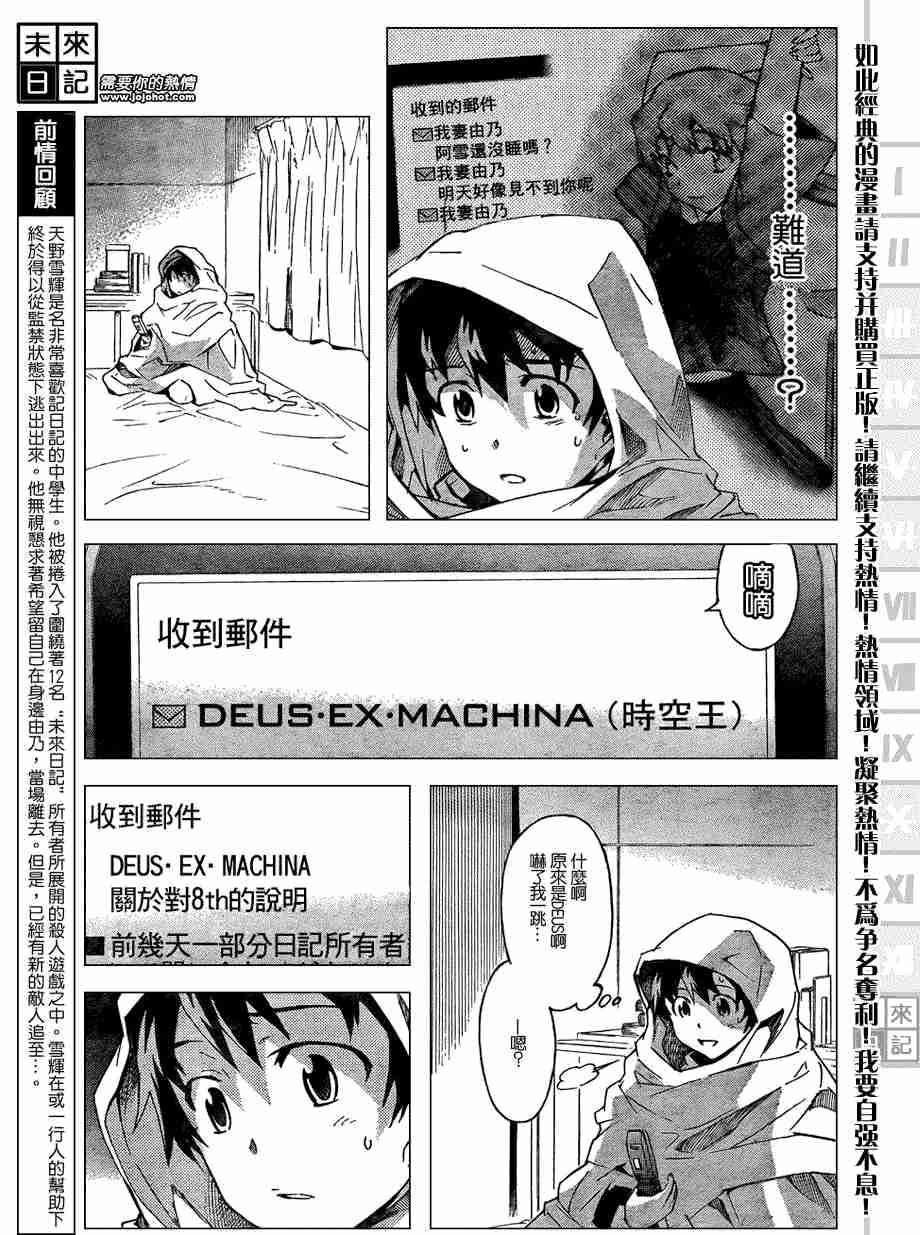 如此經典的漫畫請支持并購買正版!請繼續支持熱情!熱情領域!凝聚熱情!不爲争名奪利!我要自强不息!
I
II
III
IV
V
VI
VII
VIII
IX
X
XI
來
記
收到的郵件
我妻由乃
阿雪還沒睡嗎?
我妻由乃
明天好像見不到你呢
我妻由乃
………難道………?
嘀嘀
收到郵件
DEUS·EX·MACHINA(時空王)
收到郵件
DEUS·EX·MACHINA
關於對8th的說明
■前幾天一部分日記所有者
什麼啊
原來是DEUS啊
嚇了我一跳…
—嗯?
未來
日記
需要你的熱情
www.jojohot.com
前情回顧
天野雪輝是名非常喜歡記日記的中學生。他被捲入了圍繞著12名〝未來日記〞所有者所展開的殺人遊戲之中。雪輝在或一行人的幫助下
終於得以從監禁狀態下逃出出來。他無視懇求著希望留自己在身邊由乃,當場離去。但是,已經有新的敵人追至…。